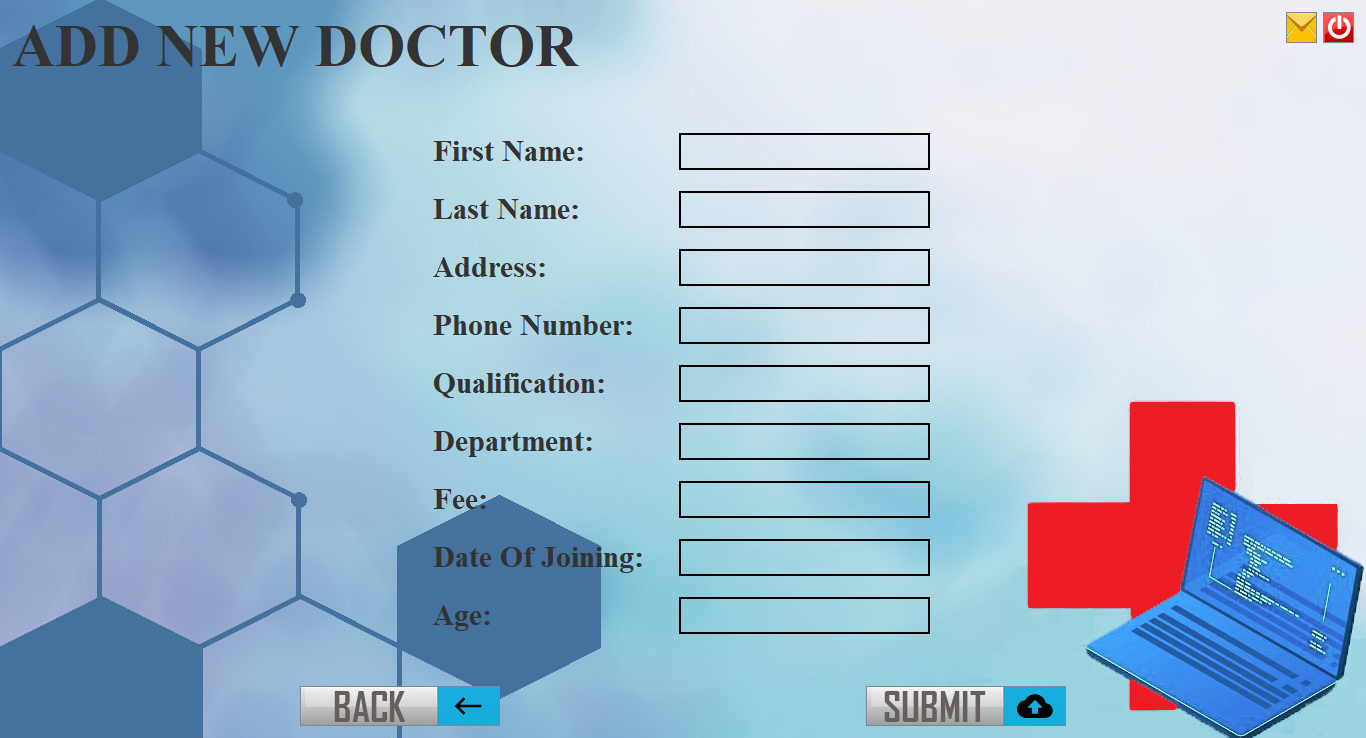 ADD NEW DOCTOR
First Name:
Last Name:
Address:
Phone Number:
Qualification:
Department:
Fee:
Date Of Joining:
Age:
BACK
SUBMIT